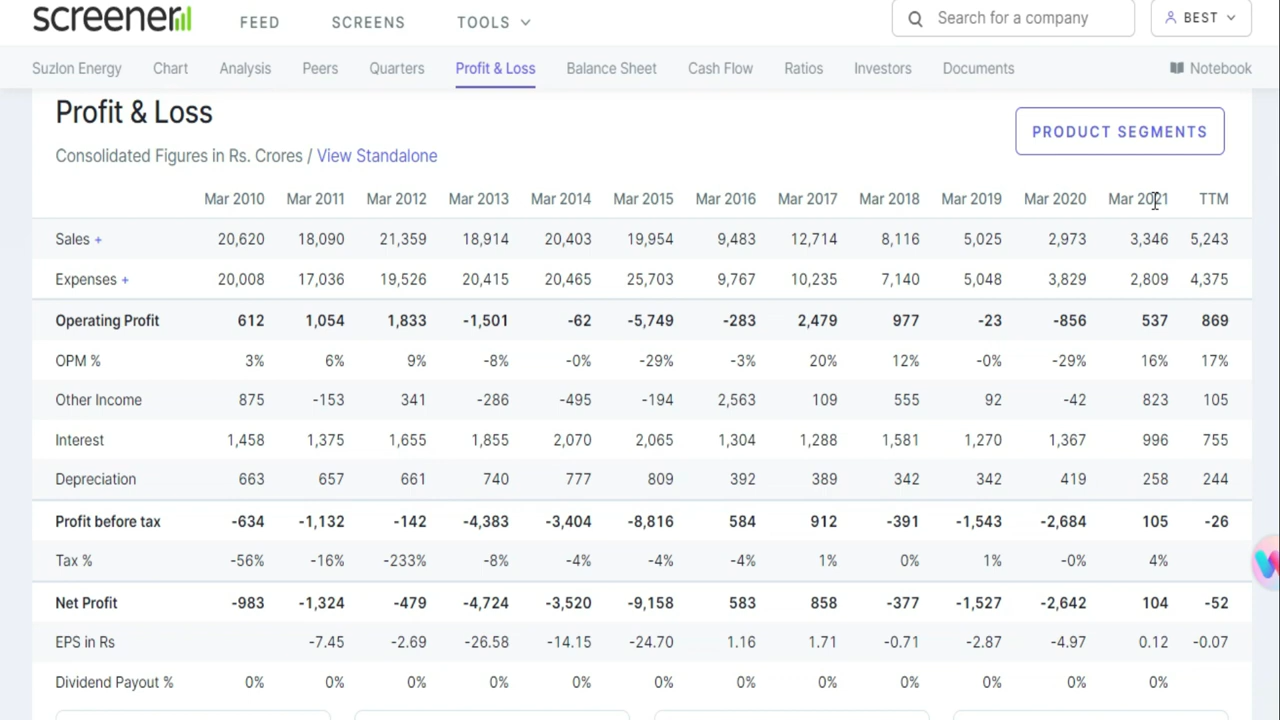 screener FEED SCREENS TOOLS Search for a company BEST
Suzlon Energy Chart Analysis Peers Quarters Profit & Loss Balance Sheet Cash Flow Ratios Investors Documents Notebook
Profit & Loss
PRODUCT SEGMENTS
Consolidated Figures in Rs. Crores / View Standalone
Mar 2010 Mar 2011 Mar 2012 Mar 2013 Mar 2014 Mar 2015 Mar 2016 Mar 2017 Mar 2018 Mar 2019 Mar 2020 Mar 2021 TTM
Sales + 20,620 18,090 21,359 18,914 20,403 19,954 9,483 12,714 8,116 5,025 2,973 3,346 5,243
Expenses + 20,008 17,036 19,526 20,415 20,465 25,703 9,767 10,235 7,140 5,048 3,829 2,809 4,375
Operating Profit 612 1,054 1,833 -1,501 -62 -5,749 -283 2,479 977 -23 -856 537 869
OPM % 3% 6% 9% -8% -0% -29% -3% 20% 12% -0% -29% 16% 17%
Other Income 875 -153 341 -286 -495 -194 2,563 109 555 92 -42 823 105
Interest 1,458 1,375 1,655 1,855 2,070 2,065 1,304 1,288 1,581 1,270 1,367 996 755
Depreciation 663 657 661 740 777 809 392 389 342 342 419 258 244
Profit before tax -634 -1,132 -142 -4,383 -3,404 -8,816 584 912 -391 -1,543 -2,684 105 -26
Tax % -56% -16% -233% -8% -4% -4% -4% 1% 0% 1% -0% 4%
Net Profit -983 -1,324 -479 -4,724 -3,520 -9,158 583 858 -377 -1,527 -2,642 104 -52
EPS in Rs -7.45 -2.69 -26.58 -14.15 -24.70 1.16 1.71 -0.71 -2.87 -4.97 0.12 -0.07
Dividend Payout % 0% 0% 0% 0% 0% 0% 0% 0% 0% 0% 0% 0%